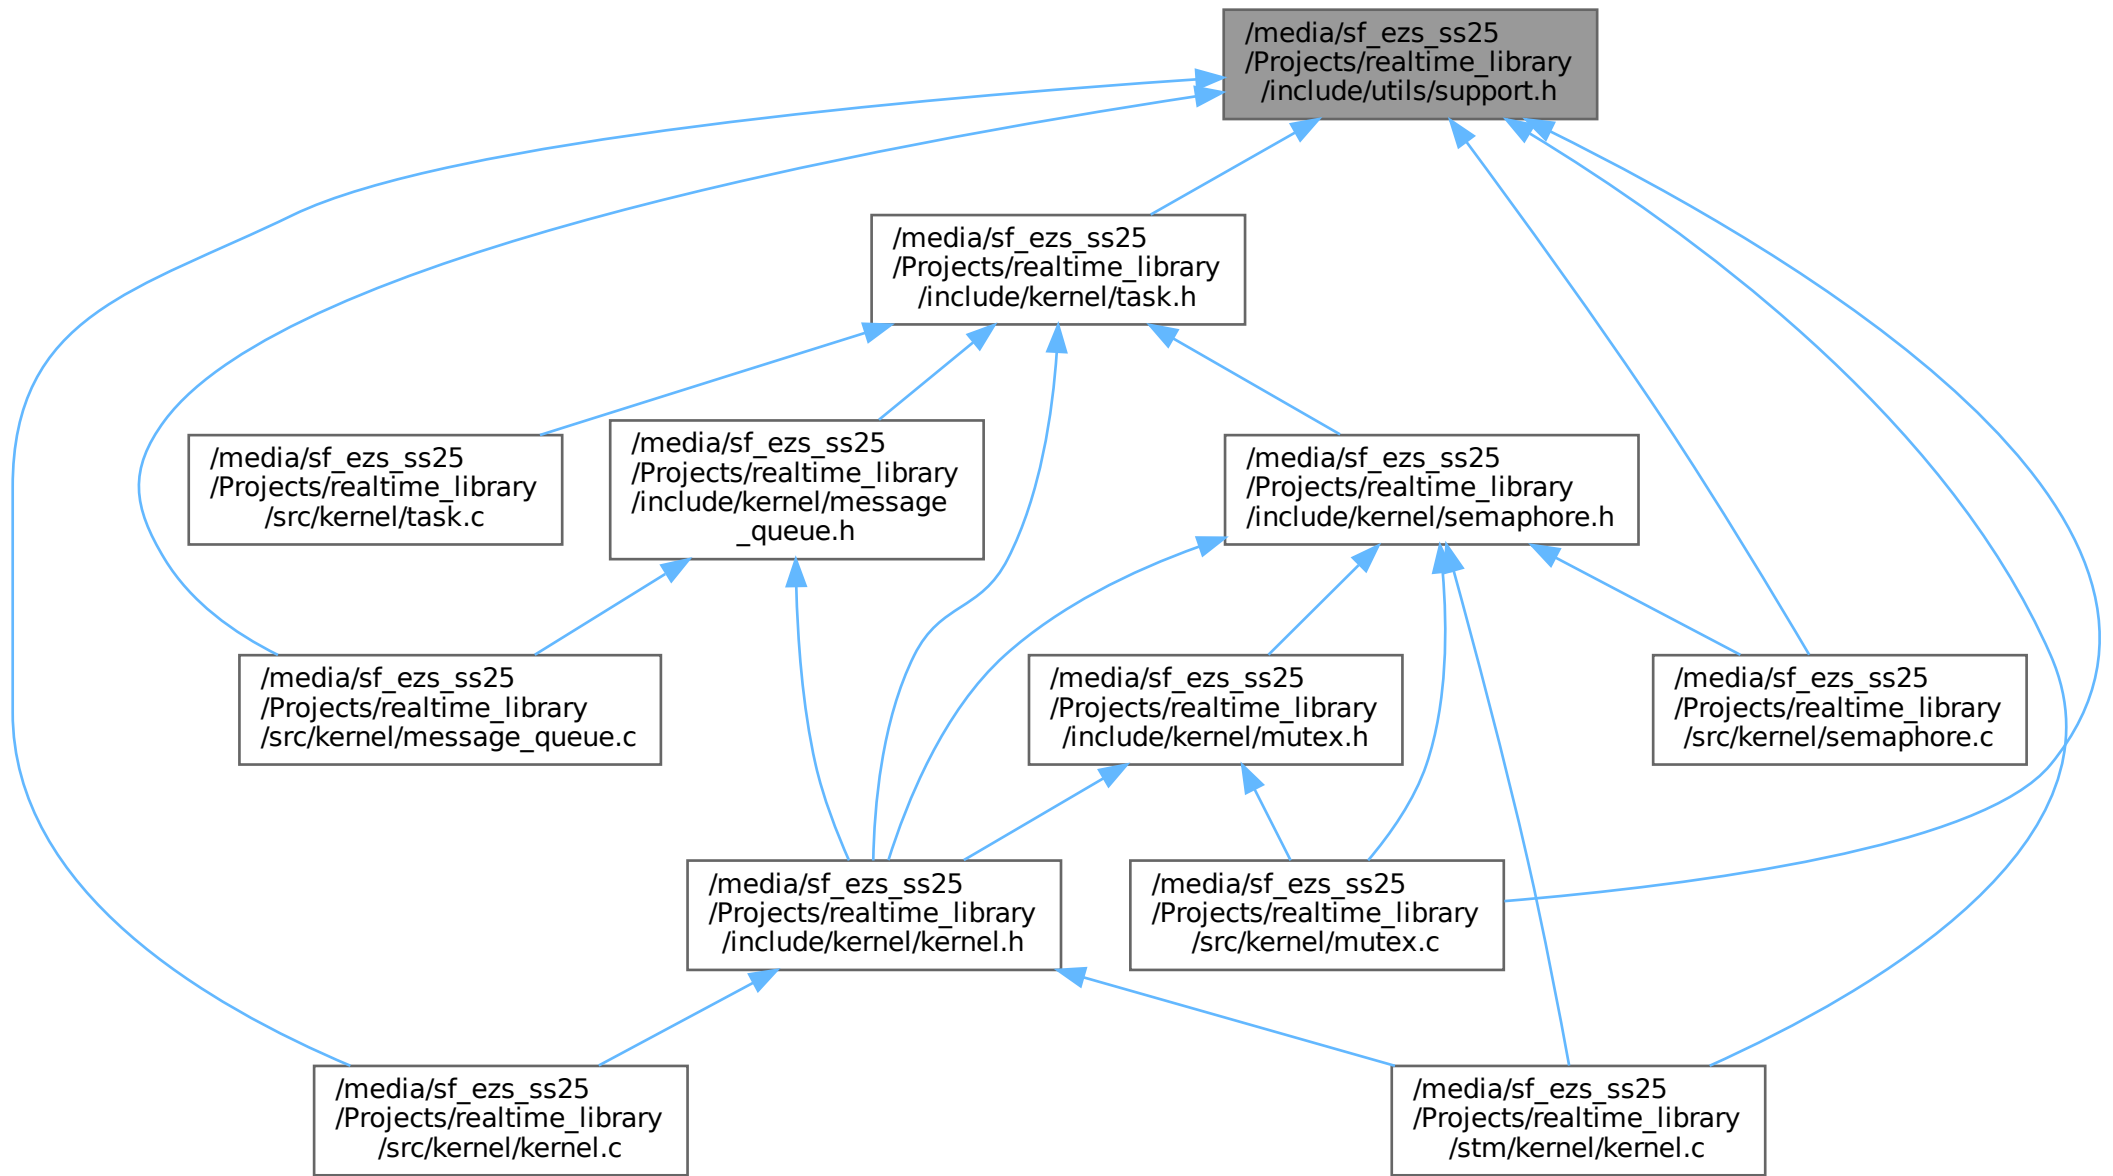 /media/sf_ezs_ss25
/Projects/realtime_library
/include/utils/support.h
/media/sf_ezs_ss25
/Projects/realtime_library
/include/kernel/task.h
/media/sf_ezs_ss25
/Projects/realtime_library
/src/kernel/task.c
/media/sf_ezs_ss25
/Projects/realtime_library
/include/kernel/message
_queue.h
/media/sf_ezs_ss25
/Projects/realtime_library
/include/kernel/semaphore.h
/media/sf_ezs_ss25
/Projects/realtime_library
/src/kernel/message_queue.c
/media/sf_ezs_ss25
/Projects/realtime_library
/include/kernel/mutex.h
/media/sf_ezs_ss25
/Projects/realtime_library
/src/kernel/semaphore.c
/media/sf_ezs_ss25
/Projects/realtime_library
/include/kernel/kernel.h
/media/sf_ezs_ss25
/Projects/realtime_library
/src/kernel/mutex.c
/media/sf_ezs_ss25
/Projects/realtime_library
/src/kernel/kernel.c
/media/sf_ezs_ss25
/Projects/realtime_library
/stm/kernel/kernel.c